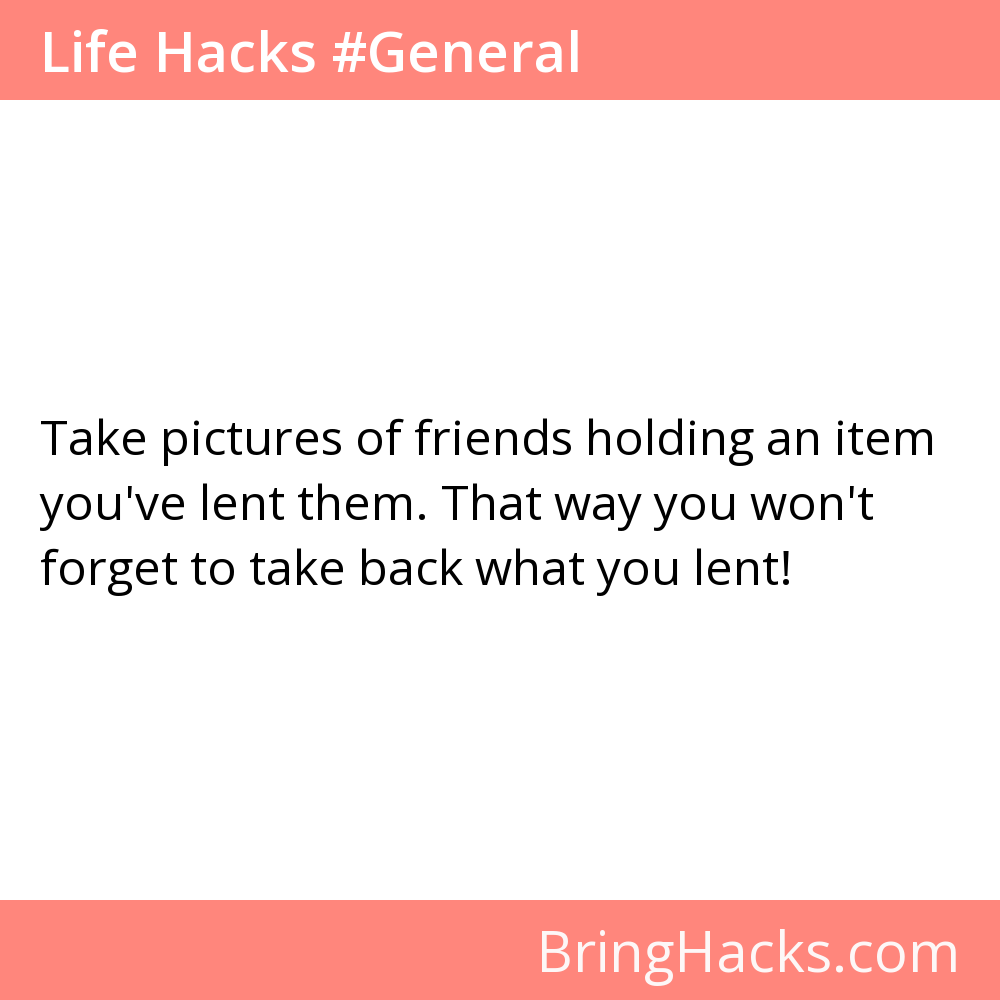 Life Hacks #General
Take pictures of friends holding an item
you've lent them. That way you won't
forget to take back what you lent!
BringHacks.com